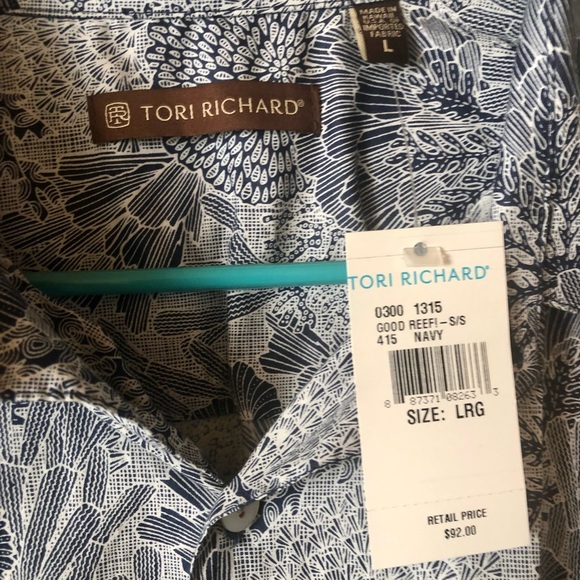 MADE IN
HAWAII
U.S.A. OF
IMPORTED
FABRIC
L
TORI RICHARD®
TORI RICHARD®
0300 1315
GOOD REEF!-S/S
415 NAVY
8 87371 08263 3
SIZE: LRG
RETAIL PRICE
$92.00